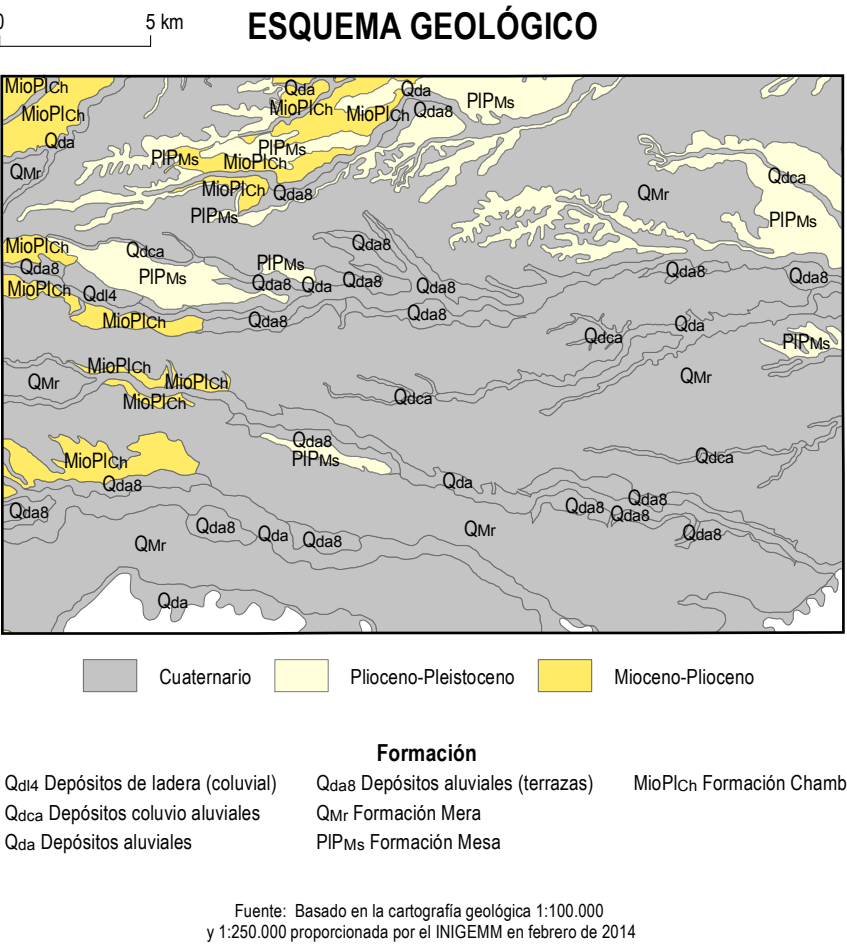 0 5 km
ESQUEMA GEOLÓGICO
MioPlCh
MioPlCh
Qda
QMr
Qda
MioPlCh
MioPlCh
Qda
Qda8
PlPMs
PlPMs
PlPMs
MioPlCh
MioPlCh
Qda8
PlPMs
QMr
Qdca
PlPMs
MioPlCh
Qda8
MioPlCh
Qdl4
Qdca
PlPMs
MioPlCh
PlPMs
Qda8
Qda
Qda8
Qda8
Qda8
Qda8
Qda8
Qda8
Qda8
Qdca
Qda
PlPMs
QMr
QMr
MioPlCh
MioPlCh
MioPlCh
Qdca
Qda8
PlPMs
MioPlCh
Qda8
Qda8
Qda
Qdca
Qda8
Qda
Qda8
QMr
QMr
Qda8
Qda8
Qda8
Qda8
Qda
Cuaternario Plioceno-Pleistoceno Mioceno-Plioceno
Formación
Qdl4 Depósitos de ladera (coluvial) Qda8 Depósitos aluviales (terrazas) MioPlCh Formación Chamb
Qdca Depósitos coluvio aluviales QMr Formación Mera
Qda Depósitos aluviales PlPMs Formación Mesa
Fuente: Basado en la cartografía geológica 1:100.000
y 1:250.000 proporcionada por el INIGEMM en febrero de 2014